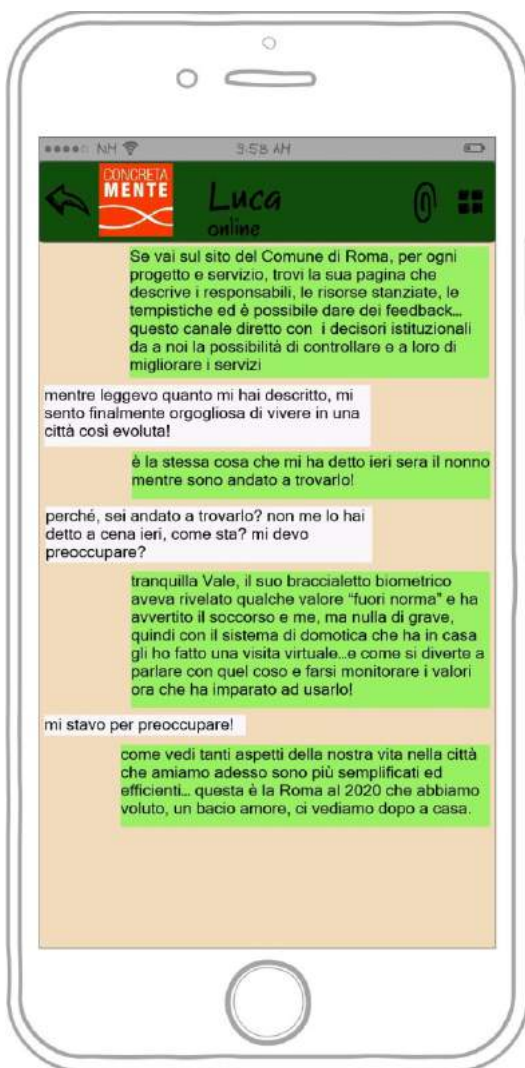 NM
9:58 AM
CONCRETA
MENTE
Luca
online
Se vai sul sito del Comune di Roma, per ogni
progetto e servizio, trovi la sua pagina che
descrive i responsabili, le risorse stanziate, le
tempistiche ed è possibile dare dei feedback...
questo canale diretto con i decisori istituzionali
da a noi la possibilità di controllare e a loro di
migliorare i servizi
mentre leggevo quanto mi hai descritto, mi
sento finalmente orgogliosa di vivere in una
città così evoluta!
è la stessa cosa che mi ha detto ieri sera il nonno
mentre sono andato a trovarlo!
perché, sei andato a trovarlo? non me lo hai
detto a cena ieri, come sta? mi devo
preoccupare?
tranquilla Vale, il suo braccialetto biometrico
aveva rivelato qualche valore “fuori norma” e ha
avvertito il soccorso e me, ma nulla di grave,
quindi con il sistema di domotica che ha in casa
gli ho fatto una visita virtuale...e come si diverte a
parlare con quel coso e farsi monitorare i valori
ora che ha imparato ad usarlo!
mi stavo per preoccupare!
come vedi tanti aspetti della nostra vita nella città
che amiamo adesso sono più semplificati ed
efficienti... questa è la Roma al 2020 che abbiamo
voluto, un bacio amore, ci vediamo dopo a casa.